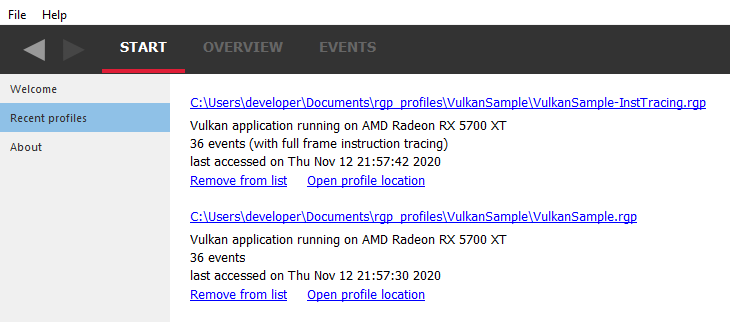 File Help
START OVERVIEW EVENTS
Welcome
Recent profiles
About
C:\Users\developer\Documents\rgp_profiles\VulkanSample\VulkanSample-InstTracing.rgp
Vulkan application running on AMD Radeon RX 5700 XT
36 events (with full frame instruction tracing)
last accessed on Thu Nov 12 21:57:42 2020
Remove from list Open profile location
C:\Users\developer\Documents\rgp_profiles\VulkanSample\VulkanSample.rgp
Vulkan application running on AMD Radeon RX 5700 XT
36 events
last accessed on Thu Nov 12 21:57:30 2020
Remove from list Open profile location